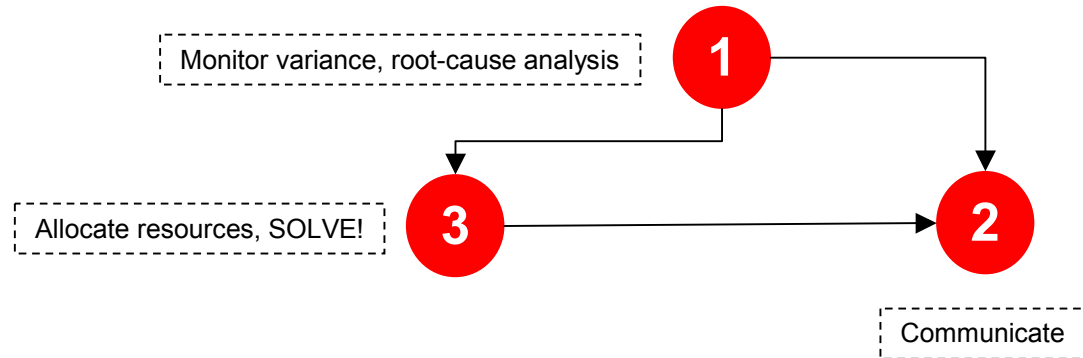 Monitor variance, root-cause analysis
1
Allocate resources, SOLVE!
3
2
Communicate